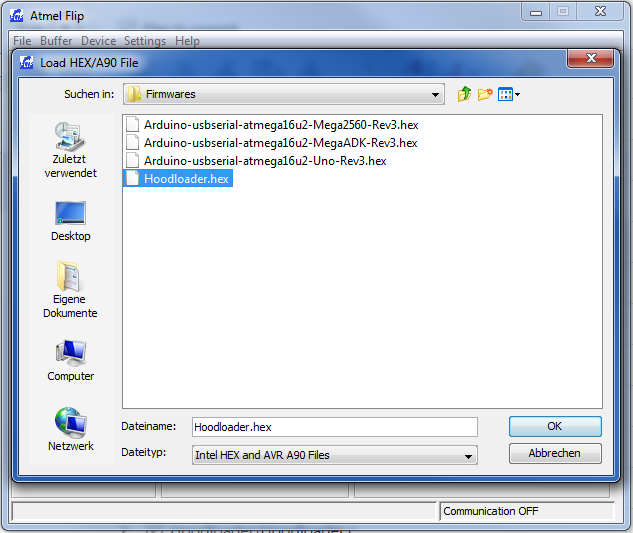 Atmel Flip
File Buffer Device Settings Help
Load HEX/A90 File
Suchen in:
Firmwares
Zuletzt
verwendet
Desktop
Eigene
Dokumente
Computer
Netzwerk
Arduino-usbserial-atmega16u2-Mega2560-Rev3.hex
Arduino-usbserial-atmega16u2-MegaADK-Rev3.hex
Arduino-usbserial-atmega16u2-Uno-Rev3.hex
Hoodloader.hex
Dateiname:
Hoodloader.hex
OK
Dateityp:
Intel HEX and AVR A90 Files
Abbrechen
Communication OFF